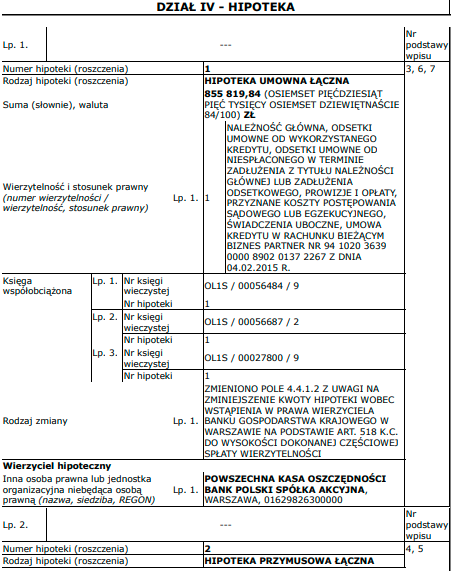 DZIAŁ IV - HIPOTEKA
Lp. 1. --- Nr podstawy wpisu
Numer hipoteki (roszczenia) 1 3, 6, 7
Rodzaj hipoteki (roszczenia) HIPOTEKA UMOWNA ŁĄCZNA
Suma (słownie), waluta
855 819,84 (OSIEMSET PIĘĆDZIESIĄT
PIĘĆ TYSIĘCY OSIEMSET DZIEWIĘTNAŚCIE
84/100) ZŁ
Wierzytelność i stosunek prawny
(numer wierzytelności /
wierzytelność, stosunek prawny)
Lp. 1. 1
NALEŻNOŚĆ GŁÓWNA, ODSETKI
UMOWNE OD WYKORZYSTANEGO
KREDYTU, ODSETKI UMOWNE OD
NIESPŁACONEGO W TERMINIE
ZADŁUŻENIA Z TYTUŁU NALEŻNOŚCI
GŁÓWNEJ LUB ZADŁUŻENIA
ODSETKOWEGO, PROWIZJE I OPŁATY,
PRZYZNANE KOSZTY POSTĘPOWANIA
SĄDOWEGO LUB EGZEKUCYJNEGO,
ŚWIADCZENIA UBOCZNE, UMOWA
KREDYTU W RACHUNKU BIEŻĄCYM
BIZNES PARTNER NR 94 1020 3639
0000 8902 0137 2267 Z DNIA
04.02.2015 R.
Księga
współobciążona
Lp. 1. Nr księgi
wieczystej
OL1S / 00056484 / 9
Nr hipoteki 1
Lp. 2. Nr księgi
wieczystej
OL1S / 00056687 / 2
Nr hipoteki 1
Lp. 3. Nr księgi
wieczystej
OL1S / 00027800 / 9
Nr hipoteki 1
Rodzaj zmiany Lp. 1.
ZMIENIONO POLE 4.4.1.2 Z UWAGI NA
ZMNIEJSZENIE KWOTY HIPOTEKI WOBEC
WSTĄPIENIA W PRAWA WIERZYCIELA
BANKU GOSPODARSTWA KRAJOWEGO W
WARSZAWIE NA PODSTAWIE ART. 518 K.C.
DO WYSOKOŚCI DOKONANEJ CZĘŚCIOWEJ
SPŁATY WIERZYTELNOŚCI
Wierzyciel hipoteczny
Inna osoba prawna lub jednostka
organizacyjna niebędąca osobą
prawną (nazwa, siedziba, REGON)
Lp. 1.
POWSZECHNA KASA OSZCZĘDNOŚCI
BANK POLSKI SPÓŁKA AKCYJNA,
WARSZAWA, 01629826300000
Lp. 2. --- Nr podstawy wpisu
Numer hipoteki (roszczenia) 2 4, 5
Rodzaj hipoteki (roszczenia) HIPOTEKA PRZYMUSOWA ŁĄCZNA